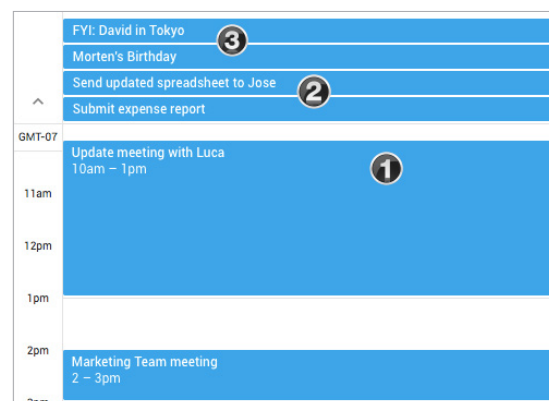 FYI: David in Tokyo
3
Morten's Birthday
Send updated spreadsheet to Jose
2
Submit expense report
GMT-07
Update meeting with Luca
10am – 1pm
1
11am
12pm
1pm
2pm
Marketing Team meeting
2 – 3pm